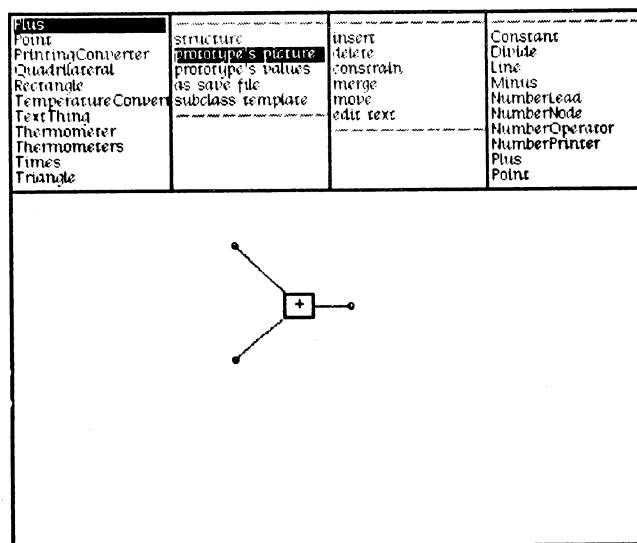 Plus
Point
PrintingConverter
Quadrilateral
Rectangle
TemperatureConvert
TextThing
Thermometer
Thermometers
Times
Triangle
structure
prototype's picture
prototype's values
as save file
subclass template
insert
delete
constrain
merge
move
edit text
Constant
Divide
Line
Minus
NumberLead
NumberNode
NumberOperator
NumberPrinter
Plus
Point
+